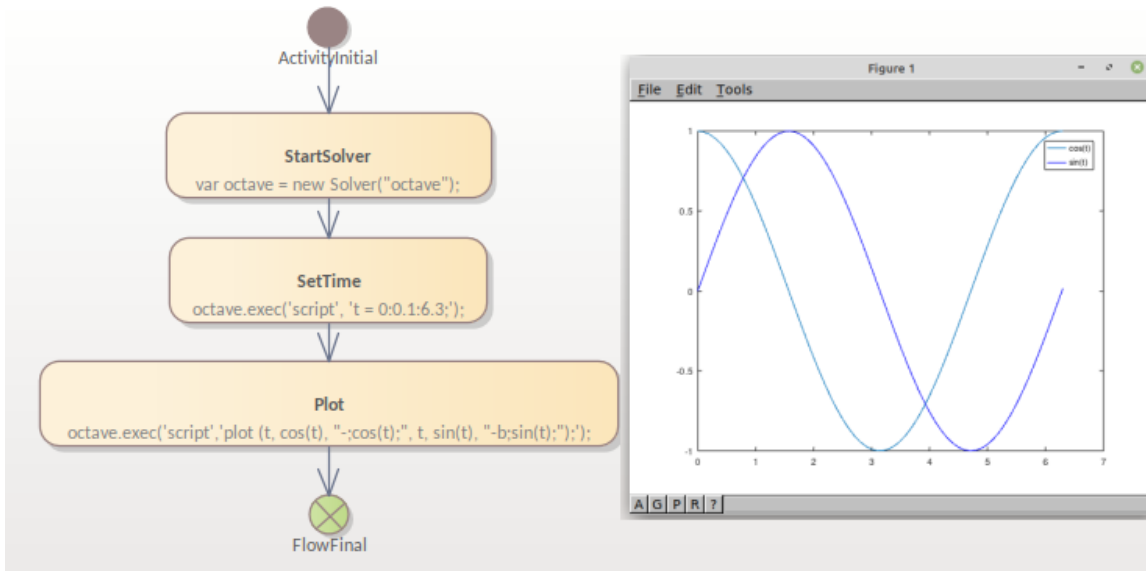 ActivityInitial
StartSolver
var octave = new Solver("octave");
SetTime
octave.exec('script', 't = 0:0.1:6.3;');
Plot
octave.exec('script','plot (t, cos(t), "-;cos(t);", t, sin(t), "-b;sin(t);");');
FlowFinal
Figure 1
File Edit Tools
1
0.5
0
-0.5
-1
0 1 2 3 4 5 6 7
cos(t)
sin(t)
A G P R ?